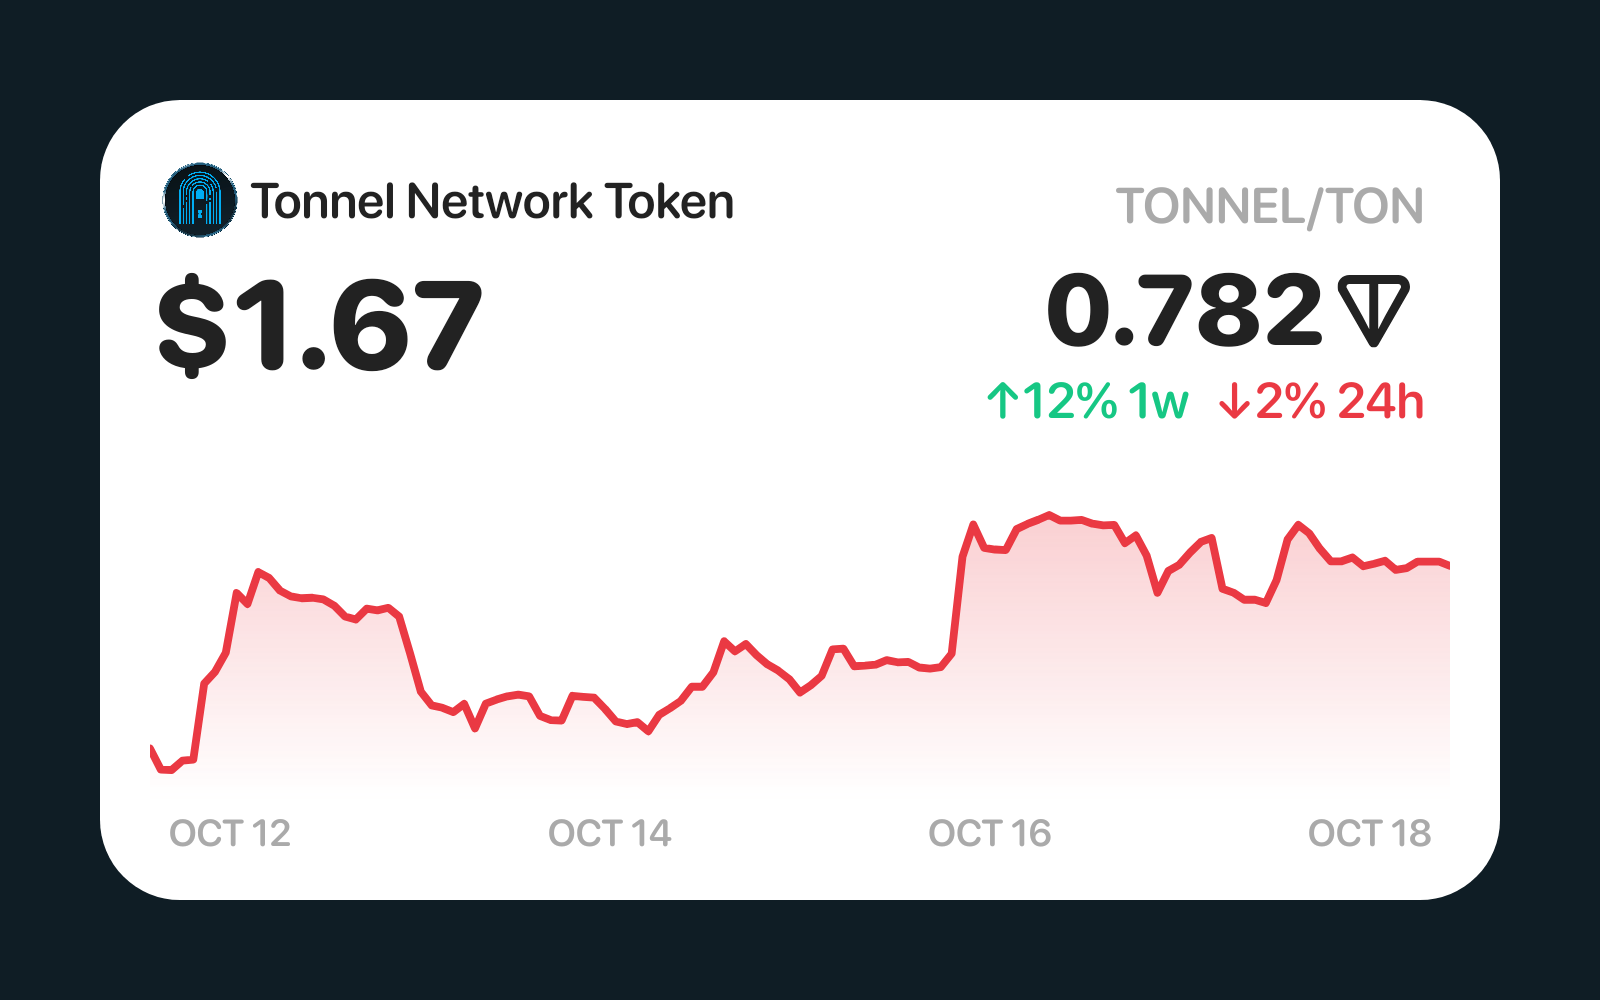 Tonnel Network Token
TONNEL/TON
$1.67
0.782
↑12% 1w ↓2% 24h
OCT 12 OCT 14 OCT 16 OCT 18